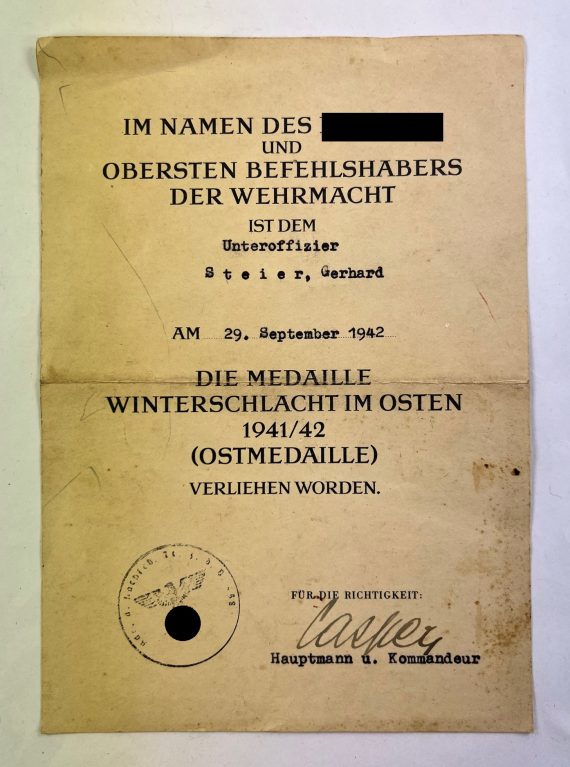 IM NAMEN DES
UND
OBERSTEN BEFEHLSHABERS
DER WEHRMACHT
IST DEM
Unteroffizier
S t e i e r, Gerhard
AM 29. September 1942
DIE MEDAILLE
WINTERSCHLACHT IM OSTEN
1941/42
(OSTMEDAILLE)
VERLIEHEN WORDEN.
FÜR DIE RICHTIGKEIT:
Casper
Hauptmann u. Kommandeur